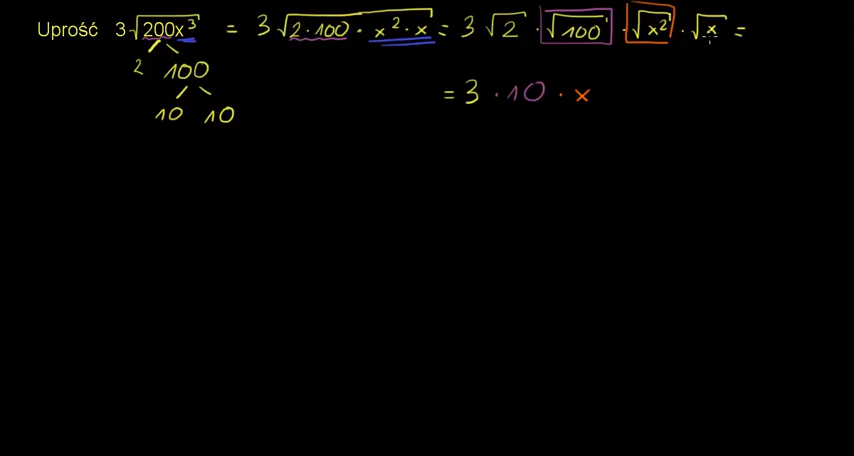 Uprość 3√200x³ = 3√2·100·x²·x = 3√2·√100·√x²·√x =
2 100
= 3·10·x
10 10